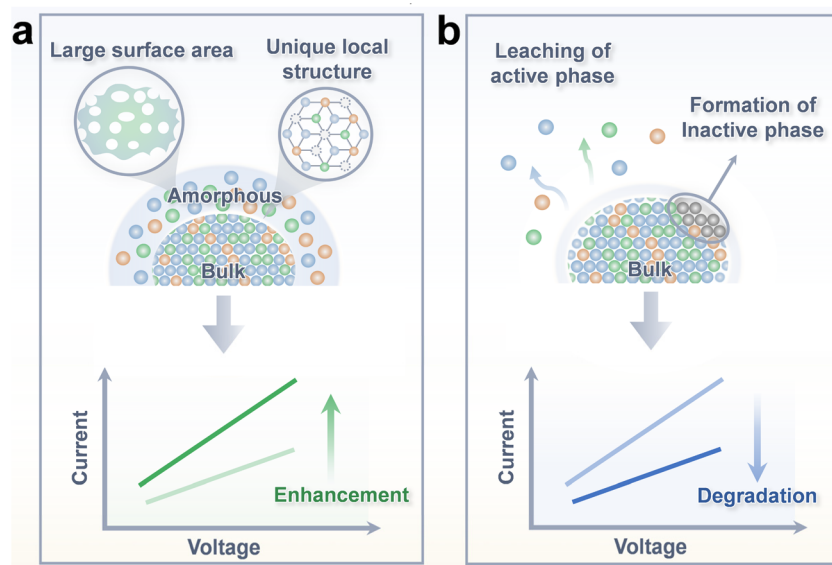 a
Large surface area
Unique local
structure
Amorphous
Bulk
Current
Enhancement
Voltage
b
Leaching of
active phase
Formation of
Inactive phase
Bulk
Current
Degradation
Voltage